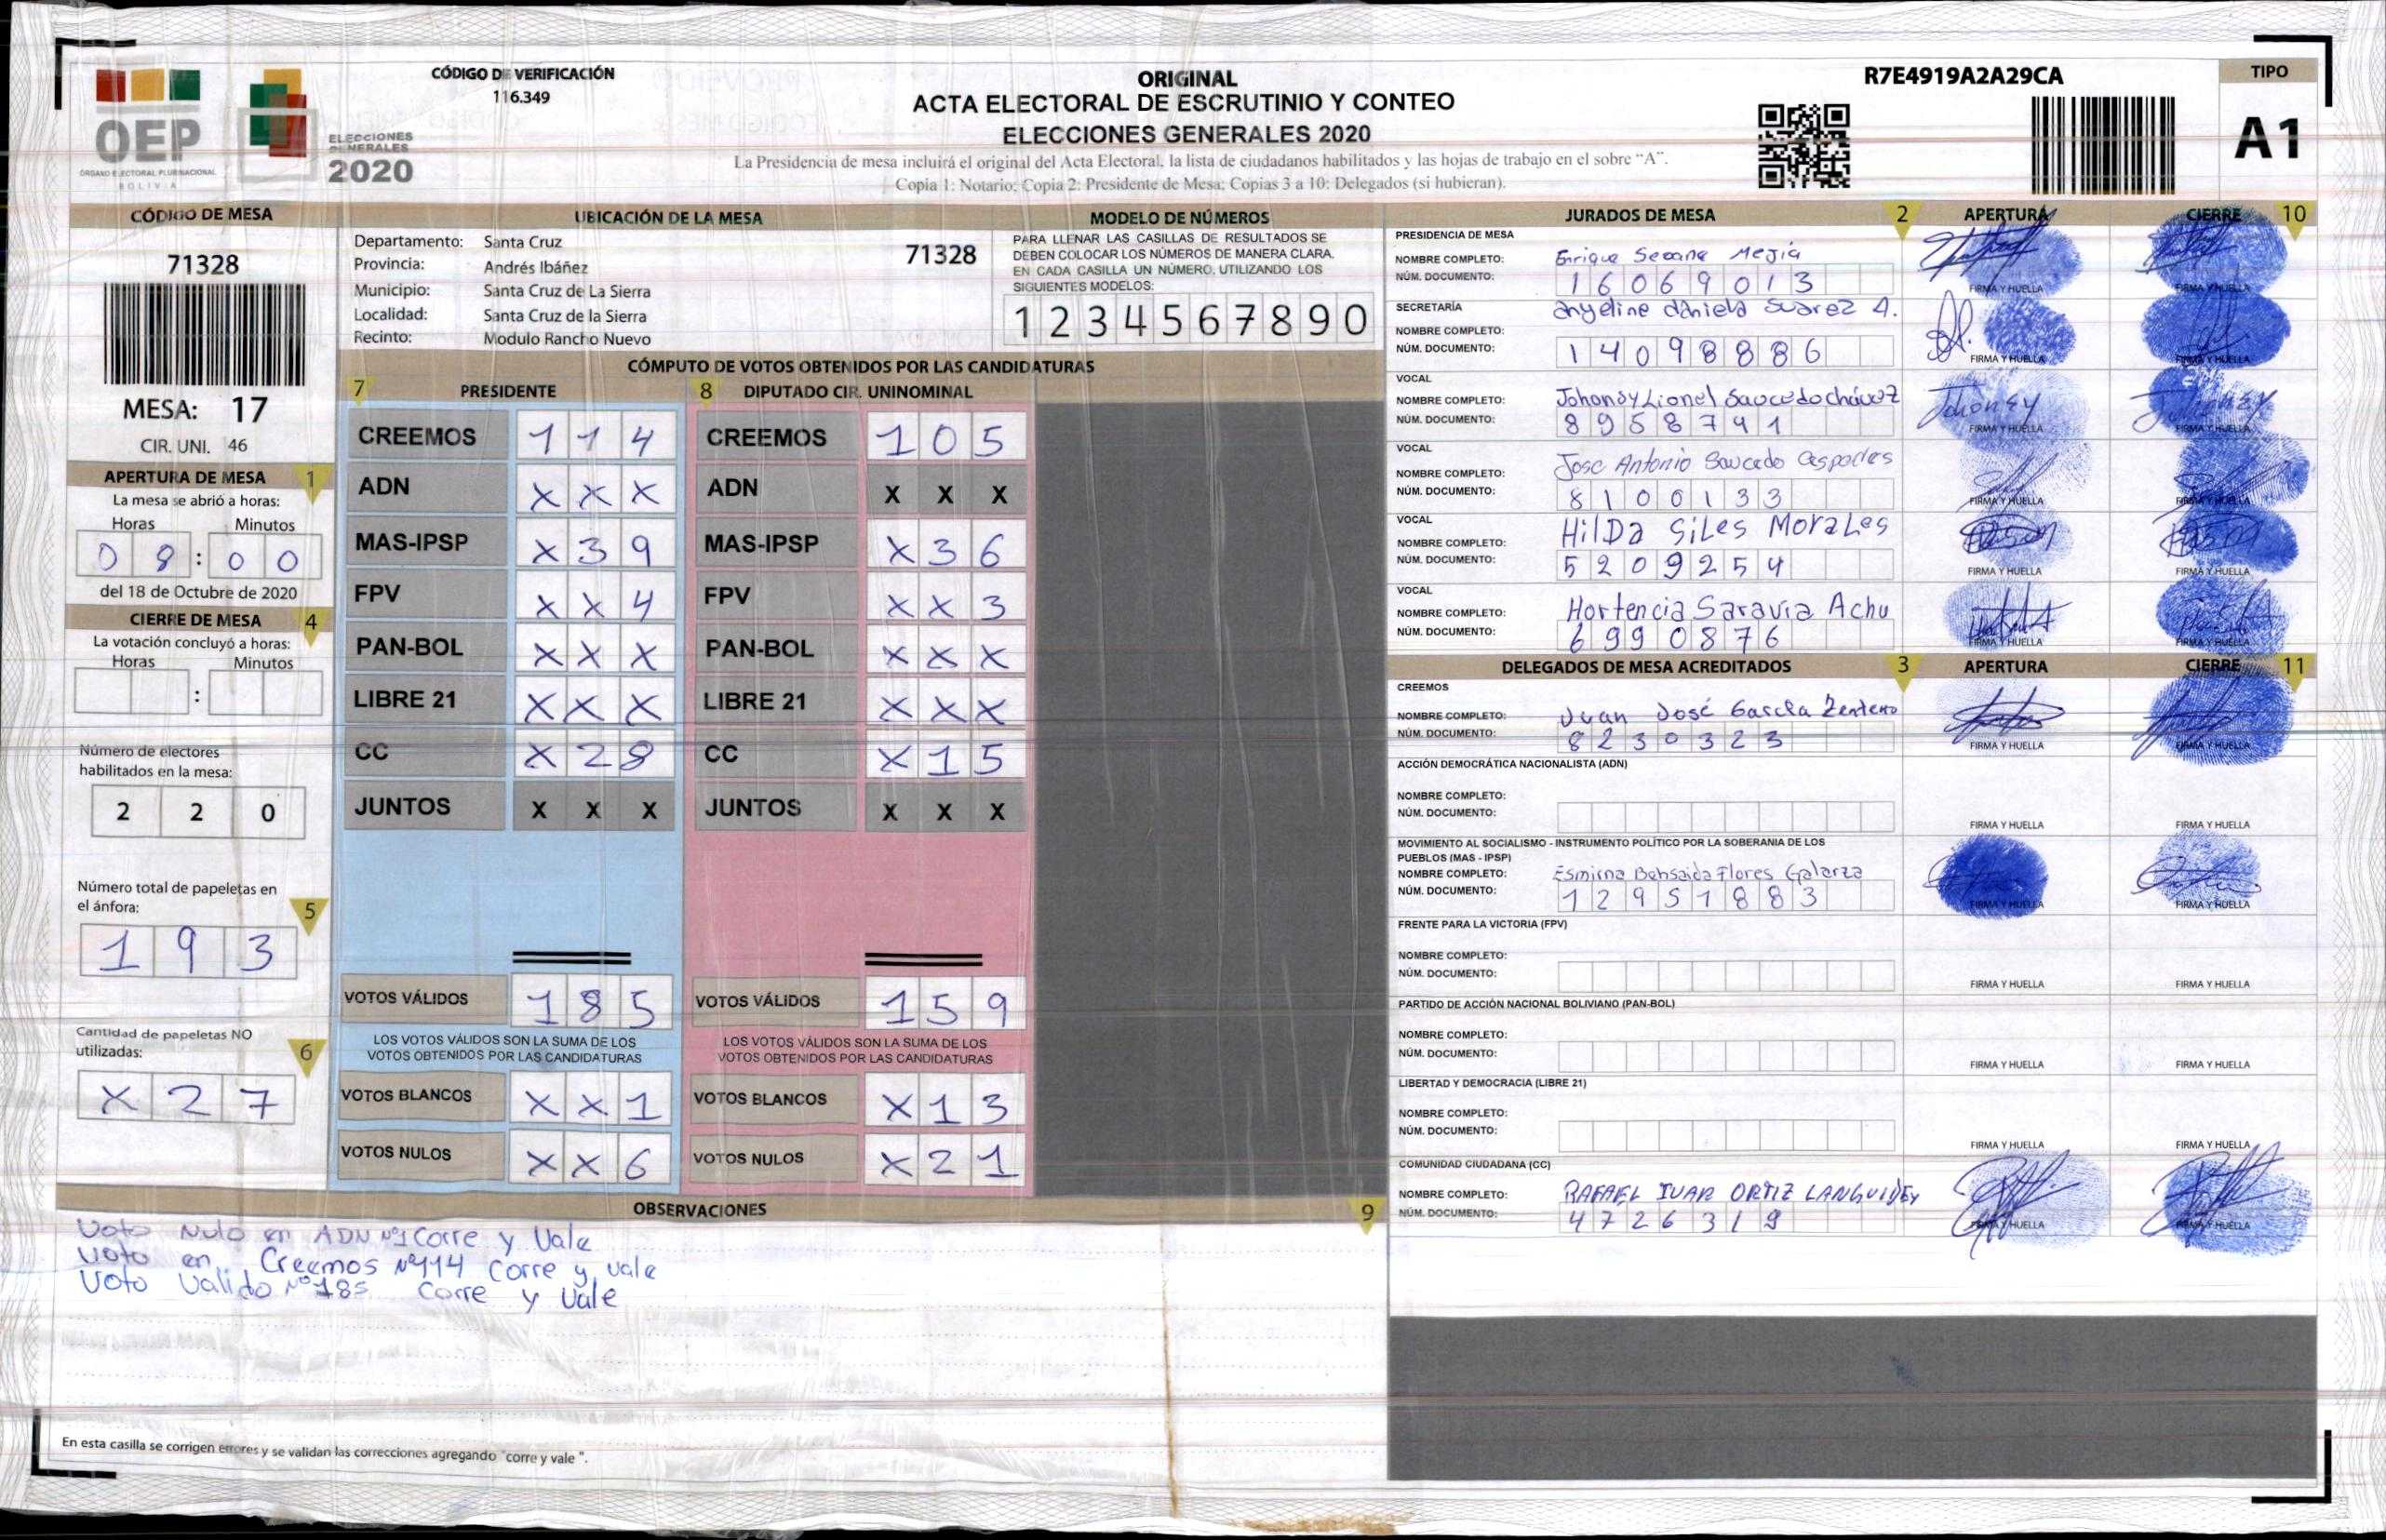 OEP
ÓRGANO ELECTORAL PLURINACIONAL
BOLIVIA
ELECCIONES
GENERALES
2020
CÓDIGO DE VERIFICACIÓN
116.349
ORIGINAL
ACTA ELECTORAL DE ESCRUTINIO Y CONTEO
ELECCIONES GENERALES 2020
La Presidencia de mesa incluirá el original del Acta Electoral, la lista de ciudadanos habilitados y las hojas de trabajo en el sobre “A”.
Copia 1: Notario; Copia 2: Presidente de Mesa; Copias 3 a 10: Delegados (si hubieran).
R7E4919A2A29CA
TIPO
A1
CÓDIGO DE MESA
71328
MESA: 17
CIR. UNI. 46
APERTURA DE MESA 1
La mesa se abrió a horas:
Horas Minutos
0 8 : 0 0
del 18 de Octubre de 2020
CIERRE DE MESA 4
La votación concluyó a horas:
Horas Minutos
:
Número de electores
habilitados en la mesa:
2 2 0
Número total de papeletas en
el ánfora: 5
1 9 3
Cantidad de papeletas NO
utilizadas: 6
X 2 7
UBICACIÓN DE LA MESA
Departamento: Santa Cruz 71328
Provincia: Andrés Ibáñez
Municipio: Santa Cruz de La Sierra
Localidad: Santa Cruz de la Sierra
Recinto: Modulo Rancho Nuevo
MODELO DE NÚMEROS
PARA LLENAR LAS CASILLAS DE RESULTADOS SE
DEBEN COLOCAR LOS NÚMEROS DE MANERA CLARA.
EN CADA CASILLA UN NÚMERO, UTILIZANDO LOS
SIGUIENTES MODELOS:
1 2 3 4 5 6 7 8 9 0
CÓMPUTO DE VOTOS OBTENIDOS POR LAS CANDIDATURAS
7 PRESIDENTE
CREEMOS 1 1 4
ADN X X X
MAS-IPSP X 3 9
FPV X X 4
PAN-BOL X X X
LIBRE 21 X X X
CC X 2 8
JUNTOS X X X
VOTOS VÁLIDOS 1 8 5
LOS VOTOS VÁLIDOS SON LA SUMA DE LOS
VOTOS OBTENIDOS POR LAS CANDIDATURAS
VOTOS BLANCOS X X 1
VOTOS NULOS X X 6
8 DIPUTADO CIR. UNINOMINAL
CREEMOS 1 0 5
ADN X X X
MAS-IPSP X 3 6
FPV X X 3
PAN-BOL X X X
LIBRE 21 X X X
CC X 1 5
JUNTOS X X X
VOTOS VÁLIDOS 1 5 9
LOS VOTOS VÁLIDOS SON LA SUMA DE LOS
VOTOS OBTENIDOS POR LAS CANDIDATURAS
VOTOS BLANCOS X 1 3
VOTOS NULOS X 2 1
OBSERVACIONES 9
Voto Nulo en ADN Nº1 Corre y Vale
Voto en Creemos Nº114 Corre y vale
Voto Valido Nº185 Corre y Vale
En esta casilla se corrigen errores y se validan las correcciones agregando "corre y vale ".
JURADOS DE MESA 2 APERTURA CIERRE 10
PRESIDENCIA DE MESA
NOMBRE COMPLETO: Enrique Seoane Mejía
NÚM. DOCUMENTO: 1 6 0 6 9 0 1 3
FIRMA Y HUELLA FIRMA Y HUELLA
SECRETARÍA
NOMBRE COMPLETO: angeline daniela Suarez A.
NÚM. DOCUMENTO: 1 4 0 9 8 8 8 6
FIRMA Y HUELLA FIRMA Y HUELLA
VOCAL
NOMBRE COMPLETO: Johonsy Lionel Saucedo chávez
NÚM. DOCUMENTO: 8 9 5 8 7 4 1
Johonsy
FIRMA Y HUELLA FIRMA Y HUELLA
VOCAL
NOMBRE COMPLETO: Jose Antonio Saucedo cespedes
NÚM. DOCUMENTO: 8 1 0 0 1 3 3
FIRMA Y HUELLA FIRMA Y HUELLA
VOCAL
NOMBRE COMPLETO: HilDa Siles Morales
NÚM. DOCUMENTO: 5 2 0 9 2 5 4
FIRMA Y HUELLA FIRMA Y HUELLA
VOCAL
NOMBRE COMPLETO: Hortencia Saravia Achu
NÚM. DOCUMENTO: 6 9 9 0 8 7 6
FIRMA Y HUELLA FIRMA Y HUELLA
DELEGADOS DE MESA ACREDITADOS 3 APERTURA CIERRE 11
CREEMOS
NOMBRE COMPLETO: Juan José García Zenteno
NÚM. DOCUMENTO: 8 2 3 0 3 2 3
FIRMA Y HUELLA FIRMA Y HUELLA
ACCIÓN DEMOCRÁTICA NACIONALISTA (ADN)
NOMBRE COMPLETO:
NÚM. DOCUMENTO:
FIRMA Y HUELLA FIRMA Y HUELLA
MOVIMIENTO AL SOCIALISMO - INSTRUMENTO POLÍTICO POR LA SOBERANIA DE LOS
PUEBLOS (MAS - IPSP)
NOMBRE COMPLETO: Esmirna Behsaida Flores Galarza
NÚM. DOCUMENTO: 1 2 9 5 1 8 8 3
FIRMA Y HUELLA FIRMA Y HUELLA
FRENTE PARA LA VICTORIA (FPV)
NOMBRE COMPLETO:
NÚM. DOCUMENTO:
FIRMA Y HUELLA FIRMA Y HUELLA
PARTIDO DE ACCIÓN NACIONAL BOLIVIANO (PAN-BOL)
NOMBRE COMPLETO:
NÚM. DOCUMENTO:
FIRMA Y HUELLA FIRMA Y HUELLA
LIBERTAD Y DEMOCRACIA (LIBRE 21)
NOMBRE COMPLETO:
NÚM. DOCUMENTO:
FIRMA Y HUELLA FIRMA Y HUELLA
COMUNIDAD CIUDADANA (CC)
NOMBRE COMPLETO: RAFAEL IVAR ORTIZ LANGUIDEY
NÚM. DOCUMENTO: 4 7 2 6 3 1 9
FIRMA Y HUELLA FIRMA Y HUELLA